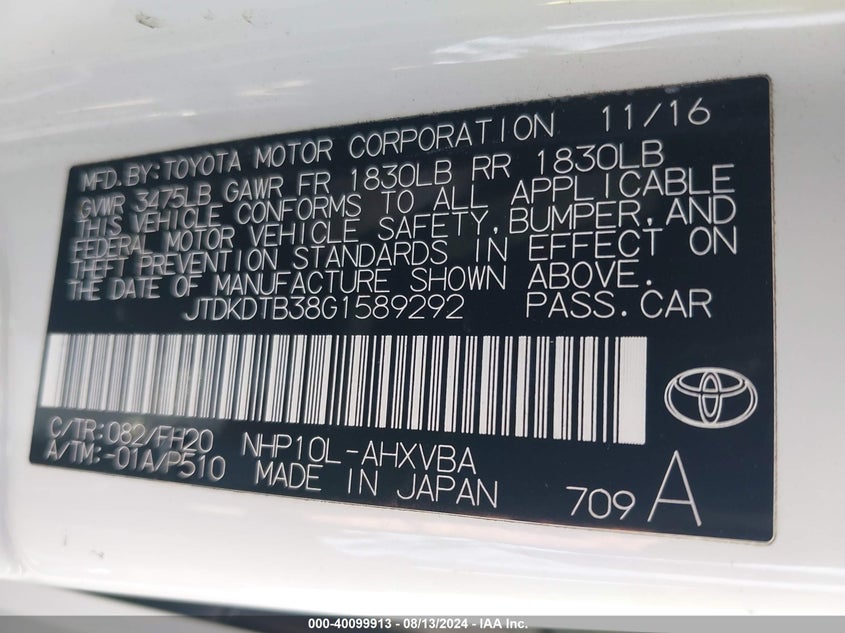 MFD.BY:TOYOTA MOTOR CORPORATION 11/16
GVWR 3475LB GAWR FR 1830LB RR 1830LB
THIS VEHICLE CONFORMS TO ALL APPLICABLE
FEDERAL MOTOR VEHICLE SAFETY,BUMPER,AND
THEFT PREVENTION STANDARDS IN EFFECT ON
THE DATE OF MANUFACTURE SHOWN ABOVE.
JTDKDTB38G1589292 PASS.CAR
C/TR:082/FH20 NHP10L-AHXVBA
A/TM:-01A/P510 MADE IN JAPAN
709 A
000-40099913 - 08/13/2024 - IAA Inc.